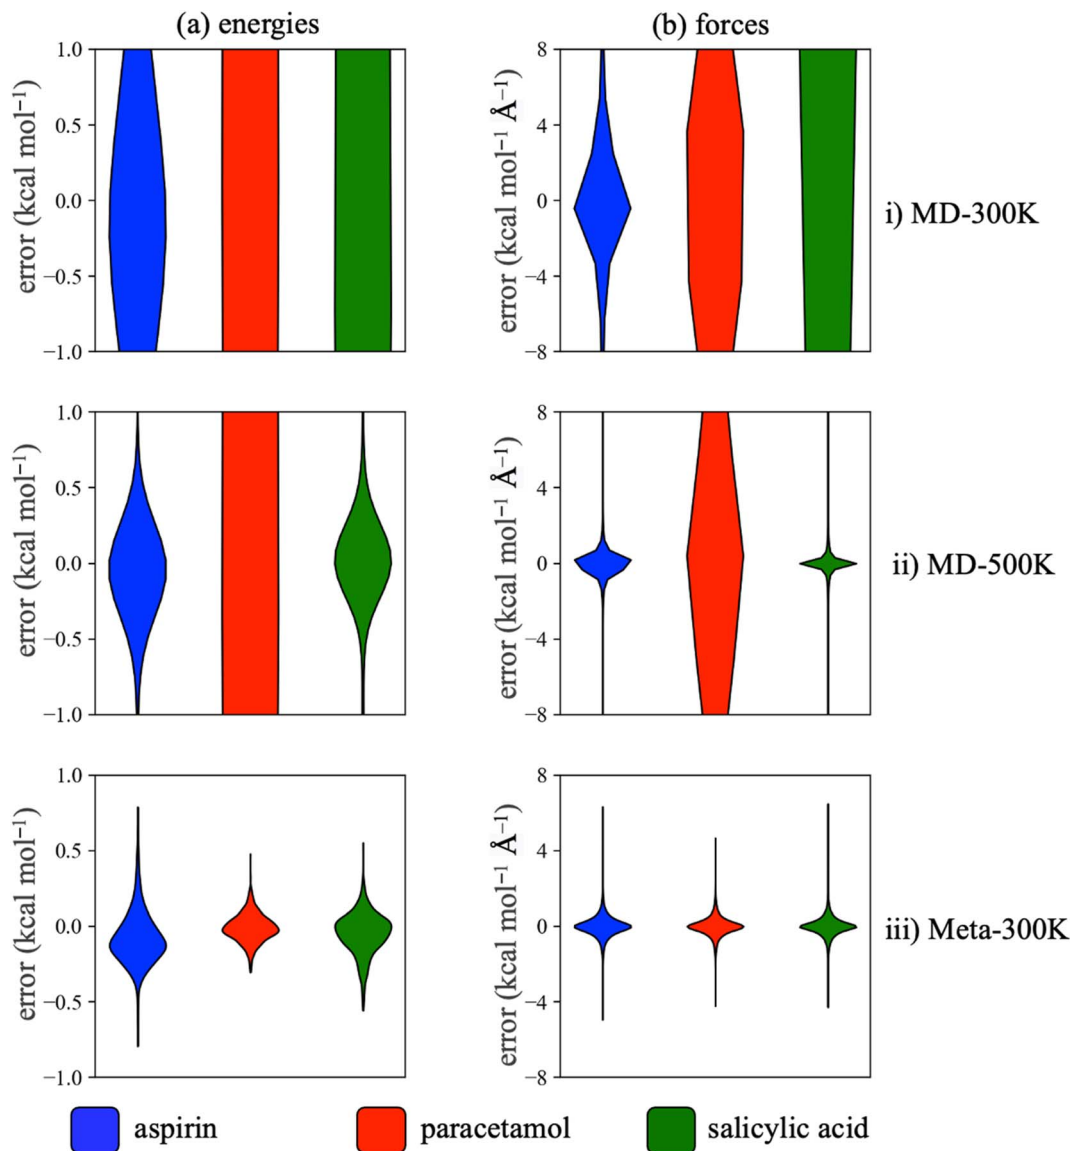 (a) energies
(b) forces
error (kcal mol⁻¹)
1.0
0.5
0.0
−0.5
−1.0
error (kcal mol⁻¹ Å⁻¹)
8
4
0
−4
−8
i) MD-300K
error (kcal mol⁻¹)
1.0
0.5
0.0
−0.5
−1.0
error (kcal mol⁻¹ Å⁻¹)
8
4
0
−4
−8
ii) MD-500K
error (kcal mol⁻¹)
1.0
0.5
0.0
−0.5
−1.0
error (kcal mol⁻¹ Å⁻¹)
8
4
0
−4
−8
iii) Meta-300K
aspirin
paracetamol
salicylic acid